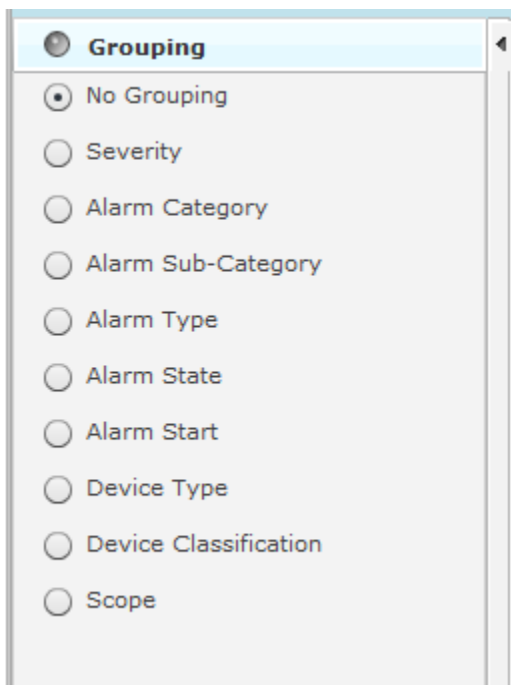 Grouping
No Grouping
Severity
Alarm Category
Alarm Sub-Category
Alarm Type
Alarm State
Alarm Start
Device Type
Device Classification
Scope